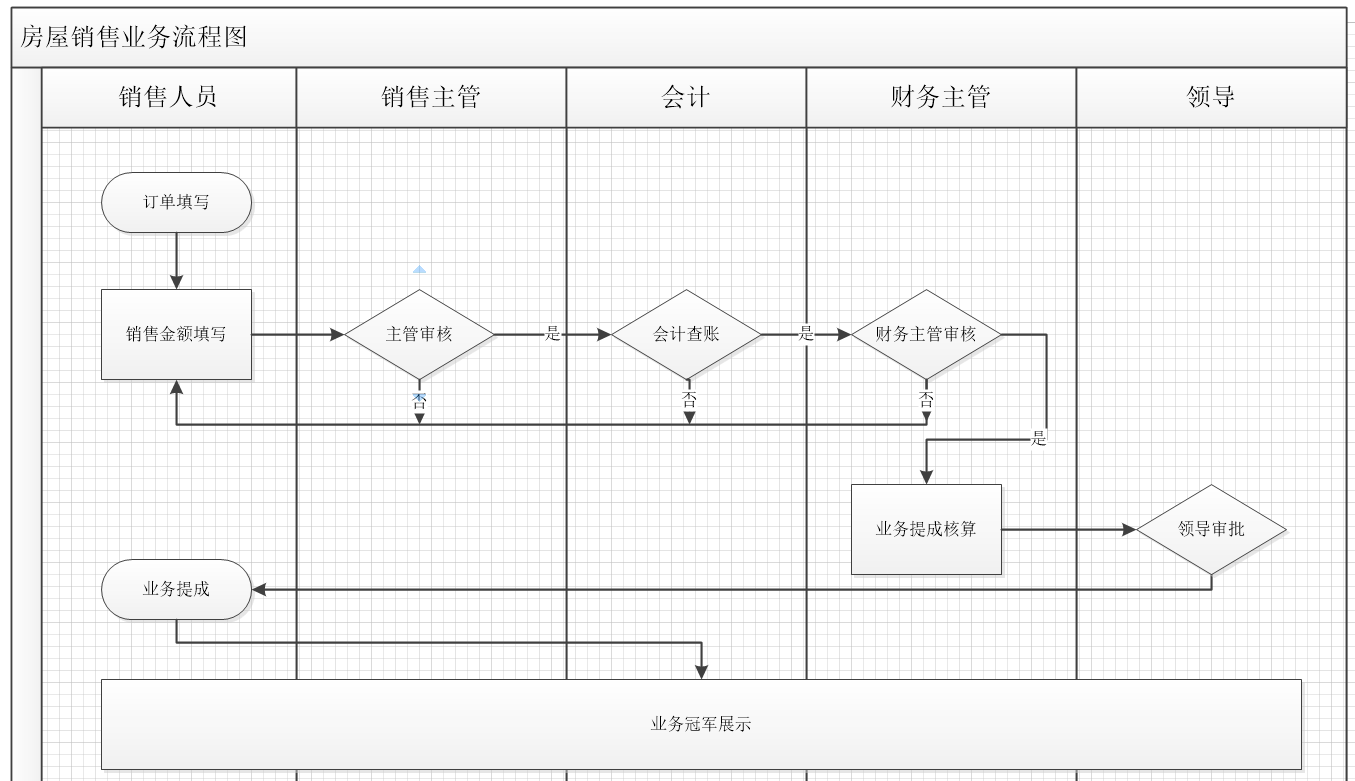 房屋销售业务流程图
销售人员
销售主管
会计
财务主管
领导
订单填写
销售金额填写
主管审核
是
会计查账
是
财务主管审核
否
否
否
是
业务提成核算
领导审批
业务提成
业务冠军展示